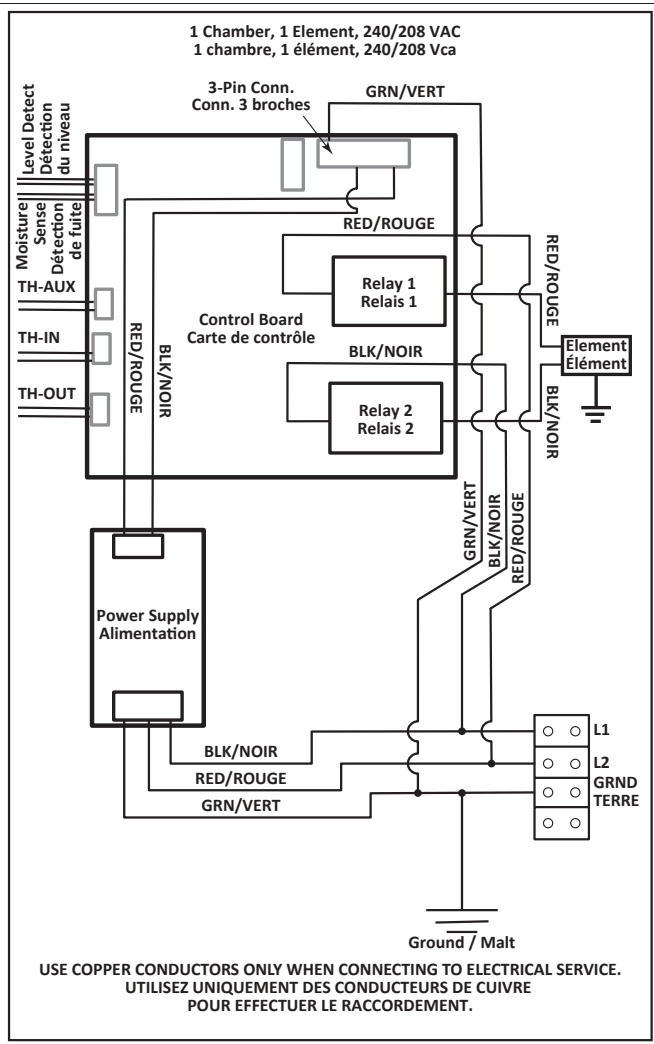 1 Chamber, 1 Element, 240/208 VAC
1 chambre, 1 élément, 240/208 Vca
3-Pin Conn.
Conn. 3 broches
GRN/VERT
Level Detect
Détection
du niveau
Moisture
Sense
Détection
de fuite
TH-AUX
TH-IN
TH-OUT
RED/ROUGE
BLK/NOIR
Control Board
Carte de contrôle
RED/ROUGE
Relay 1
Relais 1
BLK/NOIR
Relay 2
Relais 2
RED/ROUGE
Element
Élément
BLK/NOIR
GRN/VERT
BLK/NOIR
RED/ROUGE
Power Supply
Alimentation
BLK/NOIR
RED/ROUGE
GRN/VERT
L1
L2
GRND
TERRE
Ground / Malt
USE COPPER CONDUCTORS ONLY WHEN CONNECTING TO ELECTRICAL SERVICE.
UTILISEZ UNIQUEMENT DES CONDUCTEURS DE CUIVRE
POUR EFFECTUER LE RACCORDEMENT.